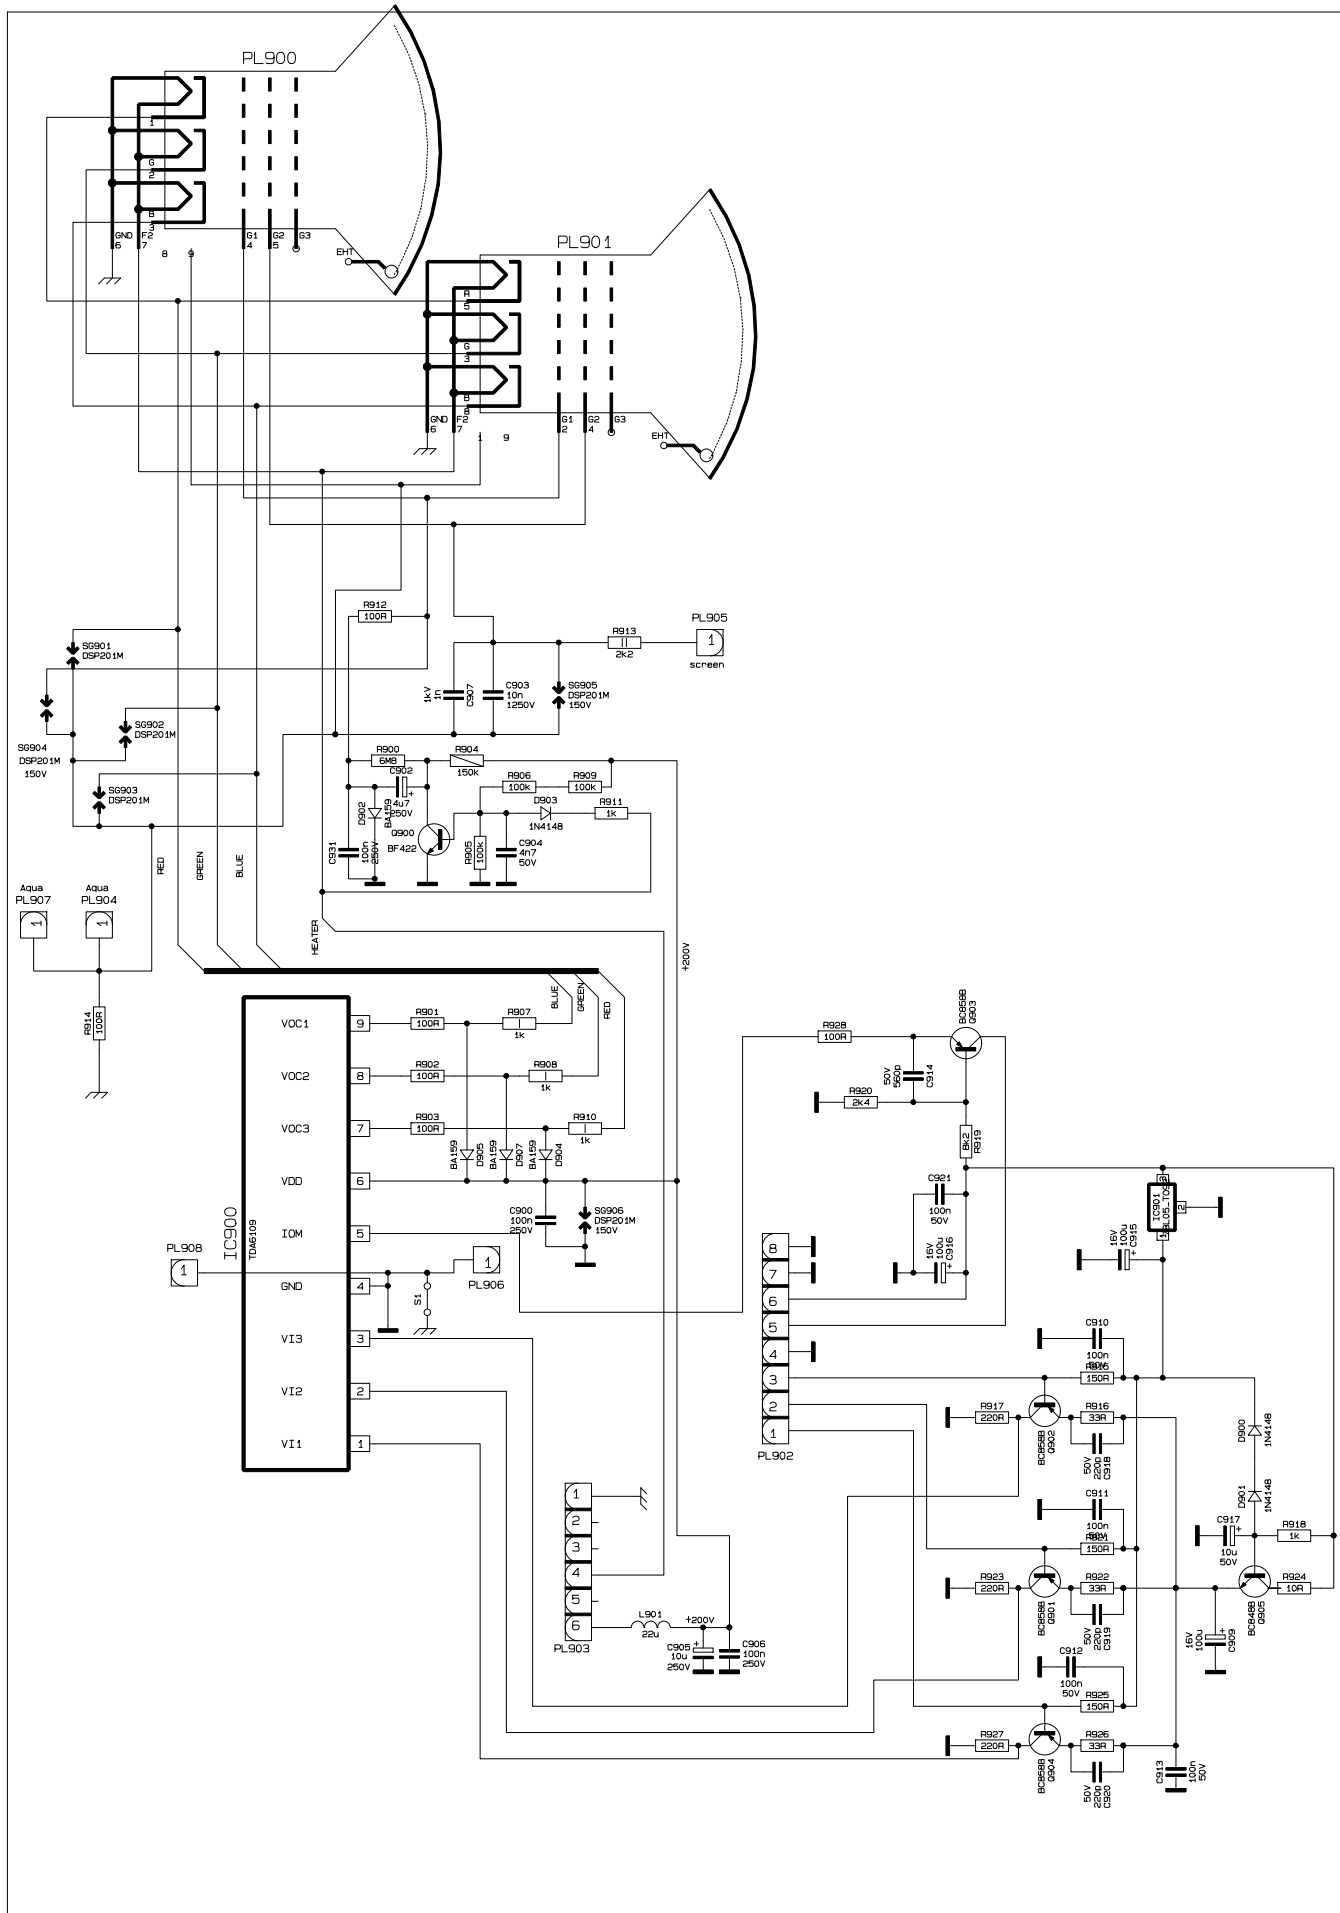 PL900
1
G
2
B
3
GND
6
F2
7
8
9
G1
4
G2
5
G3
EHT
PL901
R
5
G
3
B
8
GND
6
F2
7
1
9
G1
2
G2
4
G3
EHT
R912
100R
PL905
1
screen
R913
2k2
SG901
DSP201M
SG902
DSP201M
SG904
DSP201M
150V
SG903
DSP201M
1kV
1n
C907
C903
10n
1250V
SG905
DSP201M
150V
R900
6M8
C902
4u7
250V
R904
150k
R906
100k
R909
100k
D902
BA159
Q900
BF422
D903
1N4148
R911
1k
C931
100n
250V
R905
100k
C904
4n7
50V
RED
GREEN
BLUE
Aqua
PL907
1
Aqua
PL904
1
HEATER
+200V
R914
100R
BLUE
GREEN
RED
IC900
TDA6109
VOC1
9
VOC2
8
VOC3
7
VDD
6
IOM
5
GND
4
VI3
3
VI2
2
VI1
1
R901
100R
R907
1k
R902
100R
R908
1k
R903
100R
R910
1k
BA159
D905
BA159
D907
BA159
D904
C900
100n
250V
SG906
DSP201M
150V
PL908
1
PL906
1
S1
BC858B
Q903
R928
100R
50V
560p
C914
R920
2k4
8k2
R919
C921
100n
50V
16V
100u
C916
IC901
3
2
1
16V
100u
C915
8
7
6
5
4
3
2
1
PL902
C910
100n
50V
150R
R917
220R
R916
33R
BC858B
Q902
50V
220p
C918
D900
1N4148
D901
1N4148
C911
100n
50V
R921
150R
C917
10u
50V
R918
1k
R923
220R
R922
33R
BC858B
Q901
50V
220p
C919
R924
10R
BC848B
Q905
16V
100u
C909
C912
100n
50V
R925
150R
R927
220R
R926
33R
BC858B
Q904
50V
220p
C920
C913
100n
50V
1
2
3
4
5
6
PL903
L901
22u
+200V
C905
10u
250V
C906
100n
250V